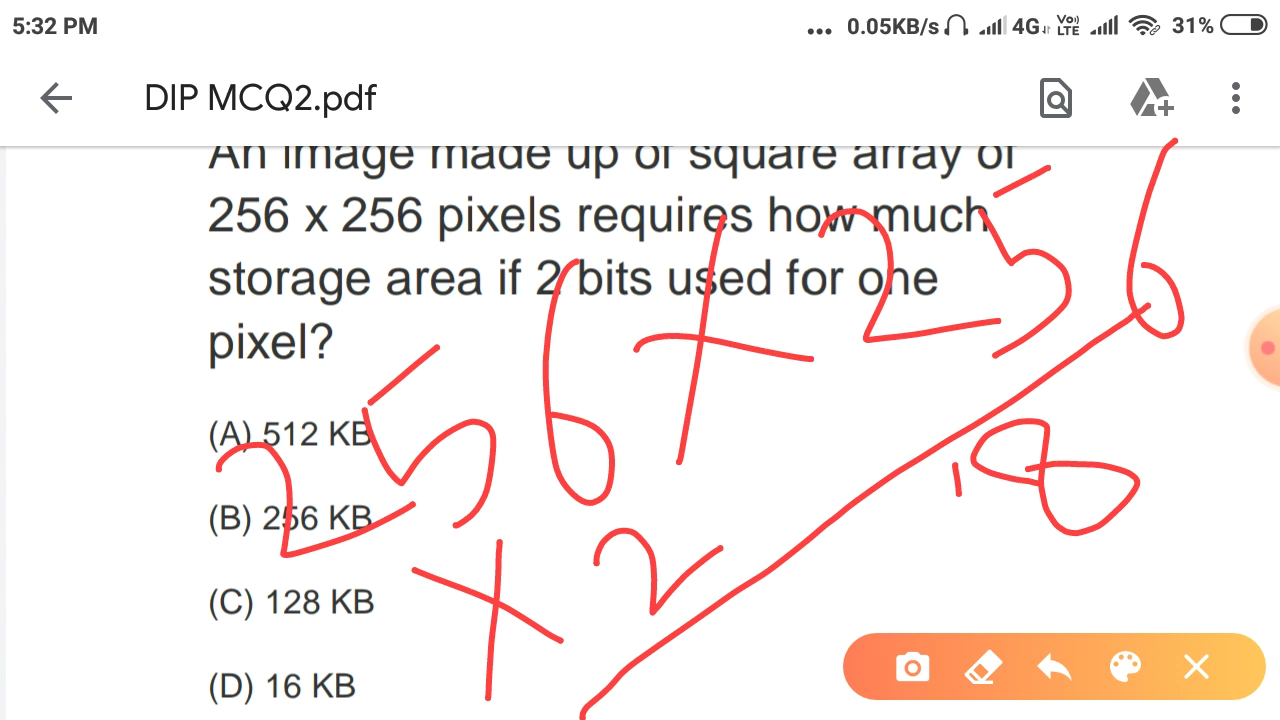 5:32 PM ... 0.05KB/s 4G Vo) LTE 31%
DIP MCQ2.pdf
An image made up of square array of
256 x 256 pixels requires how much
storage area if 2 bits used for one
pixel?
(A) 512 KB
(B) 256 KB
(C) 128 KB
(D) 16 KB
256 x 256
x 2
8